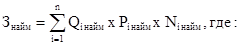 Знайм = n∑i=1 Qi найм x Pi найм x Ni найм, где :